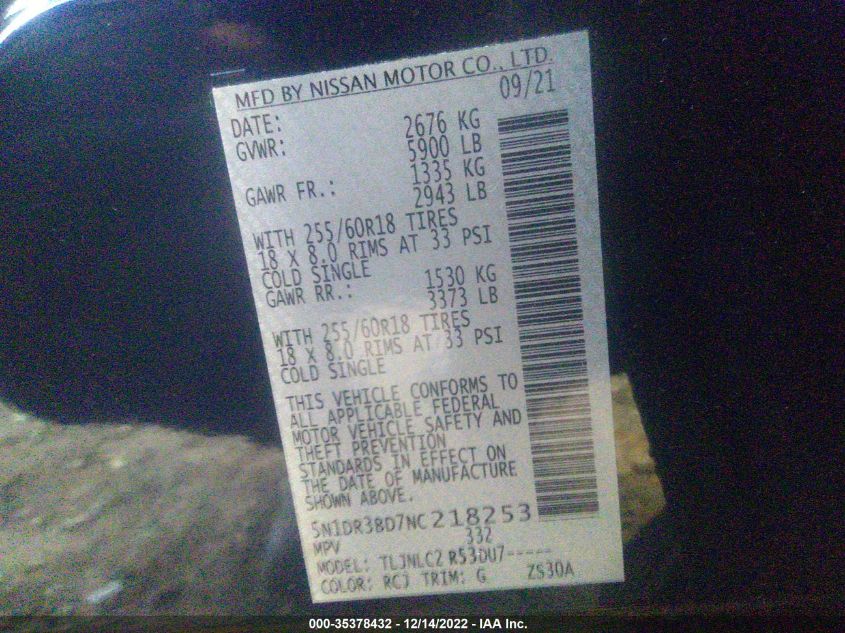 MFD BY NISSAN MOTOR CO., LTD.
DATE: 09/21
GVWR: 2676 KG
5900 LB
GAWR FR.: 1335 KG
2943 LB
WITH 255/60R18 TIRES
18 X 8.0 RIMS AT 33 PSI
COLD SINGLE
GAWR RR.: 1530 KG
3373 LB
WITH 255/60R18 TIRES
18 X 8.0 RIMS AT 33 PSI
COLD SINGLE
THIS VEHICLE CONFORMS TO
ALL APPLICABLE FEDERAL
MOTOR VEHICLE SAFETY AND
THEFT PREVENTION
STANDARDS IN EFFECT ON
THE DATE OF MANUFACTURE
SHOWN ABOVE.
5N1DR3BD7NC218253
MPV 332
MODEL: TLJNLC2 R53DU7-----
COLOR: RCJ TRIM: G ZS30A
000-35378432 - 12/14/2022 - IAA Inc.